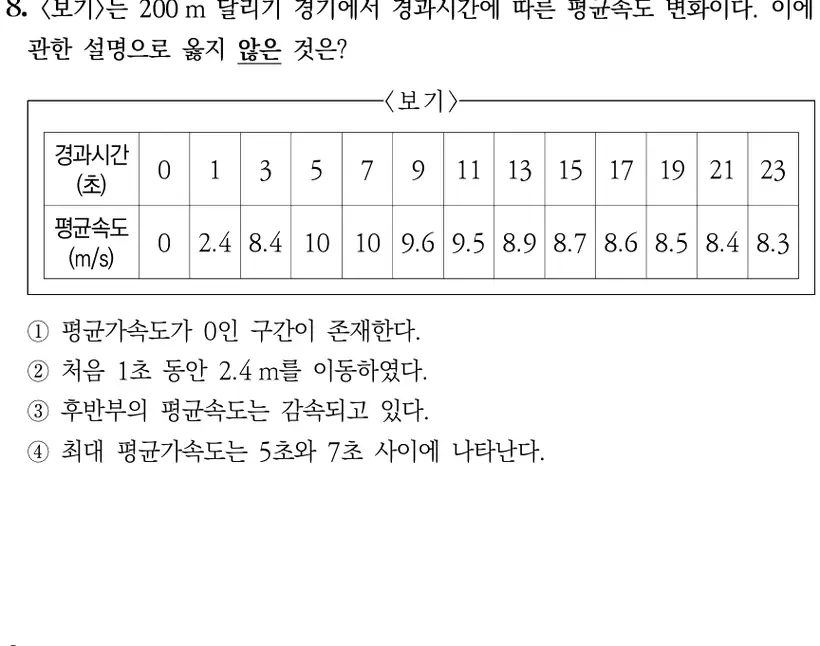 8. 〈보기〉는 200 m 달리기 경기에서 경과시간에 따른 평균속도 변화이다. 이에
관한 설명으로 옳지 않은 것은?
〈보기〉
경과시간
(초) 0 1 3 5 7 9 11 13 15 17 19 21 23
평균속도
(m/s) 0 2.4 8.4 10 10 9.6 9.5 8.9 8.7 8.6 8.5 8.4 8.3
① 평균가속도가 0인 구간이 존재한다.
② 처음 1초 동안 2.4 m를 이동하였다.
③ 후반부의 평균속도는 감속되고 있다.
④ 최대 평균가속도는 5초와 7초 사이에 나타난다.